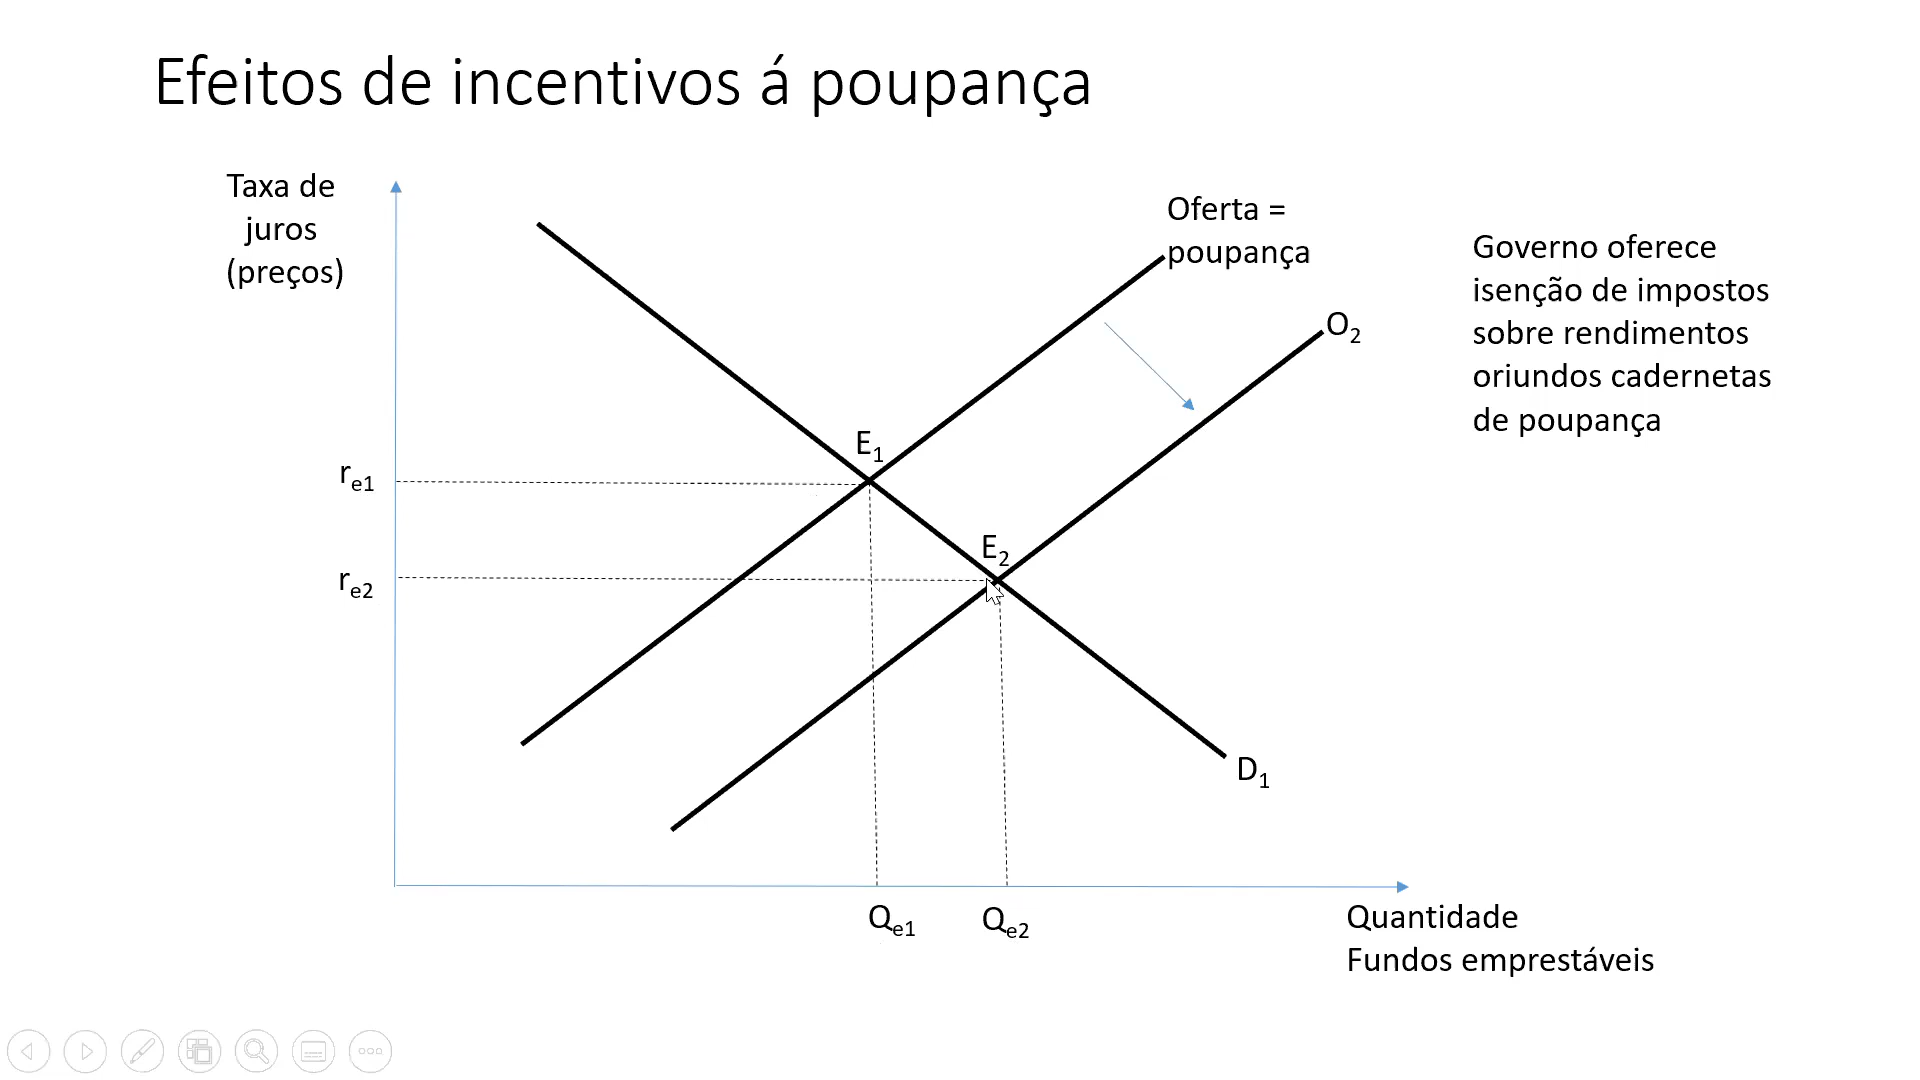 Efeitos de incentivos á poupança
Taxa de
juros
(preços)
Oferta =
poupança
Governo oferece
isenção de impostos
sobre rendimentos
oriundos cadernetas
de poupança
O2
E1
re1
E2
re2
D1
Qe1
Qe2
Quantidade
Fundos emprestáveis